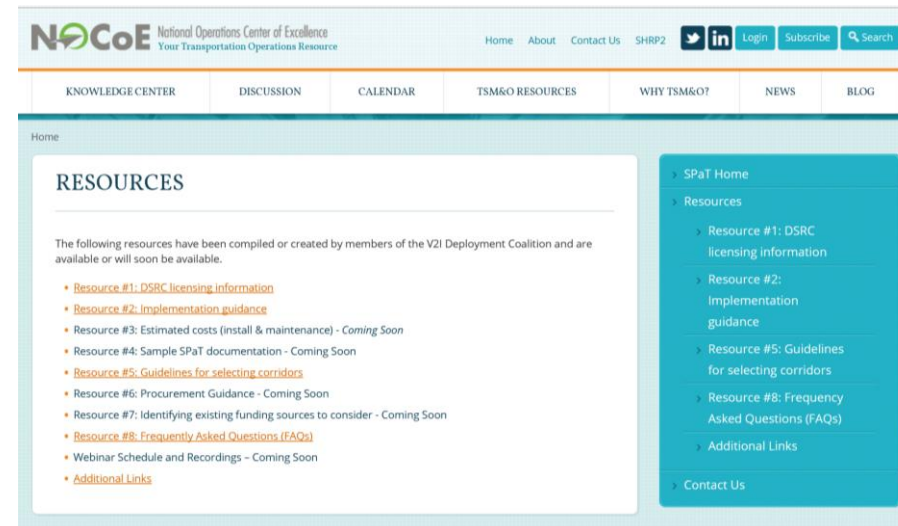 NOCoE National Operations Center of Excellence
Your Transportation Operations Resource
Home About Contact Us SHRP2 in Login Subscribe Search
KNOWLEDGE CENTER DISCUSSION CALENDAR TSM&O RESOURCES WHY TSM&O? NEWS BLOG
Home
RESOURCES
The following resources have been compiled or created by members of the V2I Deployment Coalition and are
available or will soon be available.
Resource #1: DSRC licensing information
Resource #2: Implementation guidance
Resource #3: Estimated costs (install & maintenance) - Coming Soon
Resource #4: Sample SPaT documentation - Coming Soon
Resource #5: Guidelines for selecting corridors
Resource #6: Procurement Guidance - Coming Soon
Resource #7: Identifying existing funding sources to consider - Coming Soon
Resource #8: Frequently Asked Questions (FAQs)
Webinar Schedule and Recordings – Coming Soon
Additional Links
SPaT Home
Resources
Resource #1: DSRC
licensing information
Resource #2:
Implementation
guidance
Resource #5: Guidelines
for selecting corridors
Resource #8: Frequency
Asked Questions (FAQs)
Additional Links
Contact Us